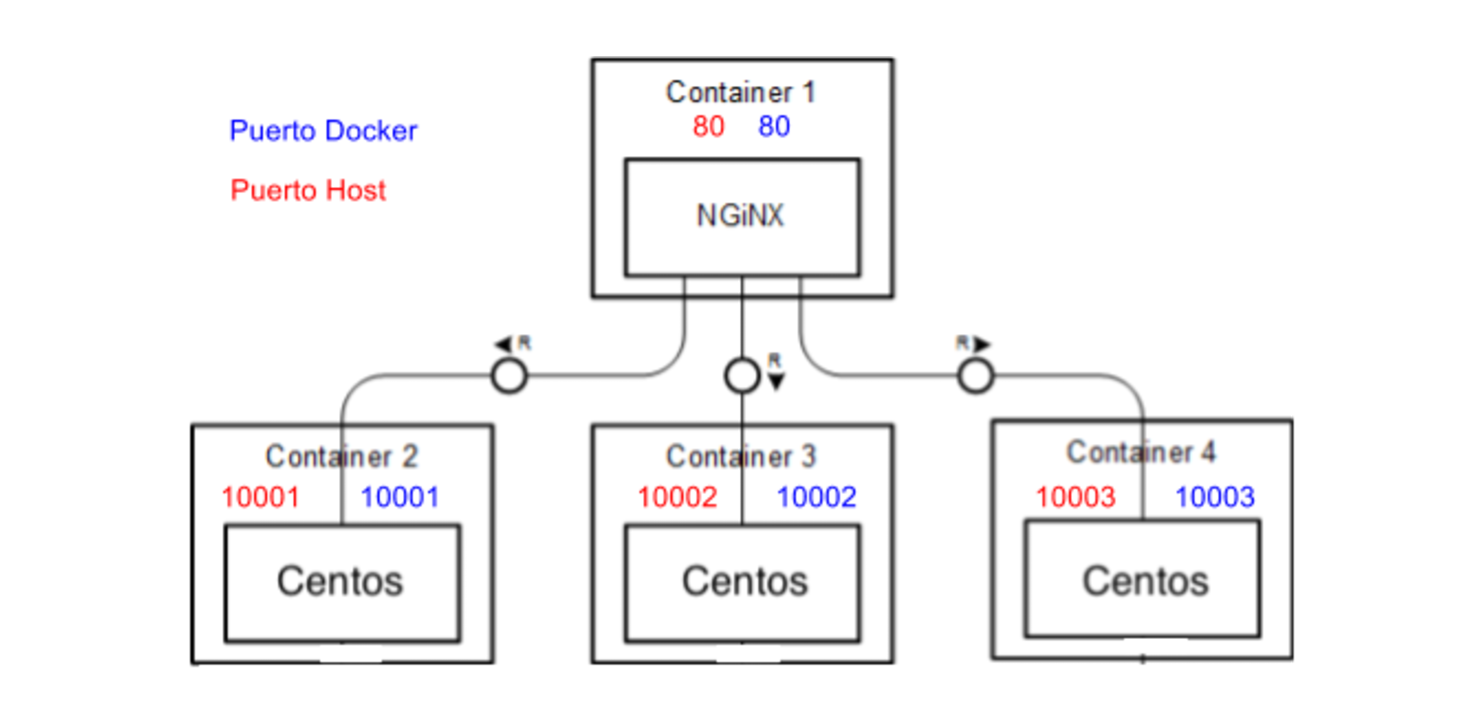 Container 1
80 80
Puerto Docker
Puerto Host
NGiNX
R
R
R
Container 2
10001 10001
Centos
Container 3
10002 10002
Centos
Container 4
10003 10003
Centos